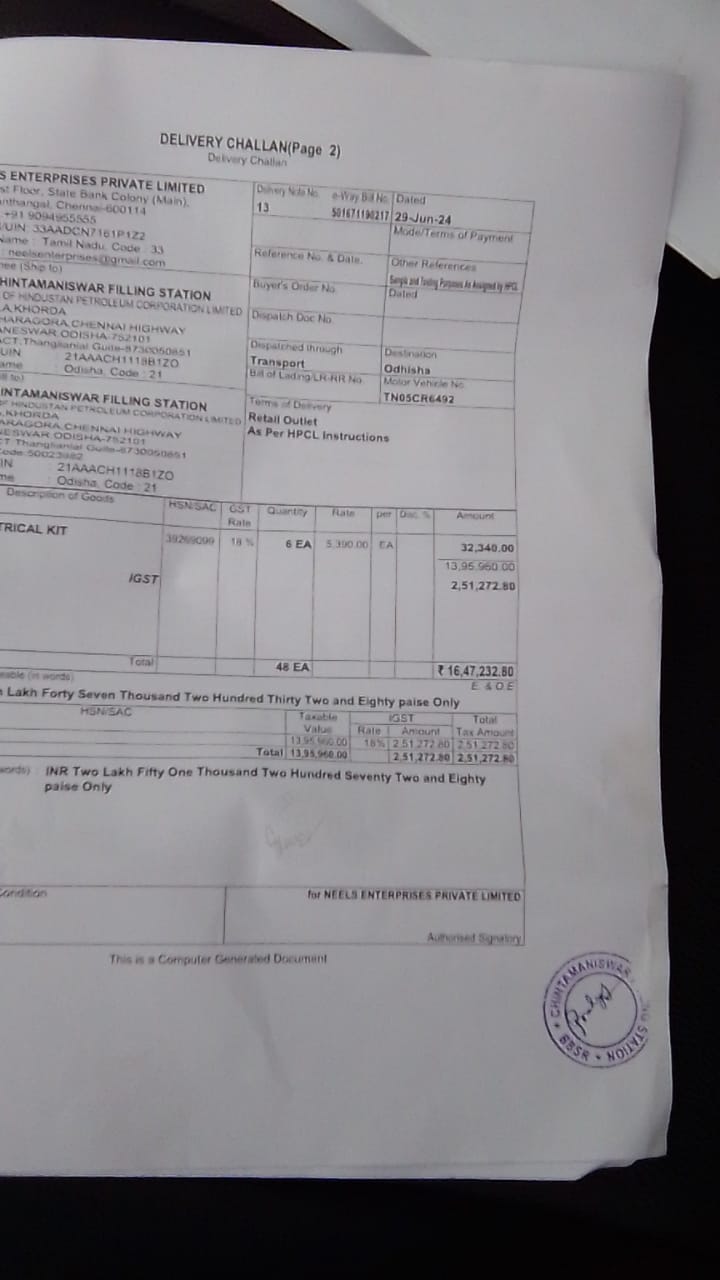 DELIVERY CHALLAN(Page 2)
Delivery Challan
S ENTERPRISES PRIVATE LIMITED
st Floor, State Bank Colony (Main),
anthangal, Chennai-600114
+91 9094955555
/UIN: 33AADCN7161P1Z2
Name : Tamil Nadu, Code : 33
: neelsenterprises@gmail.com
nee (Ship to)
HINTAMANISWAR FILLING STATION
OF HINDUSTAN PETROLEUM CORPORATION LIMITED
A,KHORDA
HARAGORA,CHENNAI HIGHWAY
ANESWAR,ODISHA-752101
ACT.Thanglianlal Guite-8730050851
UIN : 21AAACH1118B1ZO
ame : Odisha, Code : 21
ill to)
INTAMANISWAR FILLING STATION
OF HINDUSTAN PETROLEUM CORPORATION LIMITED
,KHORDA
ARAGORA,CHENNAI HIGHWAY
ESWAR,ODISHA-752101
CT Thanglianlal Guite-8730050851
code:50023982
IN : 21AAACH1118B1ZO
me : Odisha, Code : 21
Delivery Note No. e-Way Bill No. Dated
13 501671190217 29-Jun-24
Mode/Terms of Payment
Reference No. & Date. Other References
Sample and Testing Purposes As Assigned by HPCL
Buyer's Order No. Dated
Dispatch Doc No.
Dispatched through Destination
Transport Odhisha
Bill of Lading/LR-RR No. Motor Vehicle No.
TN05CR6492
Terms of Delivery
Retail Outlet
As Per HPCL Instructions
Description of Goods HSN/SAC GST Rate Quantity Rate per Disc. % Amount
TRICAL KIT 39269099 18 % 6 EA 5,390.00 EA 32,340.00
13,95,960.00
IGST 2,51,272.80
Total 48 EA ₹ 16,47,232.80
eable (in words) E. & O.E
n Lakh Forty Seven Thousand Two Hundred Thirty Two and Eighty paise Only
HSN/SAC Taxable Value IGST Total
Rate Amount Tax Amount
13,95,960.00 18% 2,51,272.80 2,51,272.80
Total 13,95,960.00 2,51,272.80 2,51,272.80
words) : INR Two Lakh Fifty One Thousand Two Hundred Seventy Two and Eighty
paise Only
Condition
for NEELS ENTERPRISES PRIVATE LIMITED
Authorised Signatory
This is a Computer Generated Document
CHINTAMANISWAR
NG STATION
BBSR